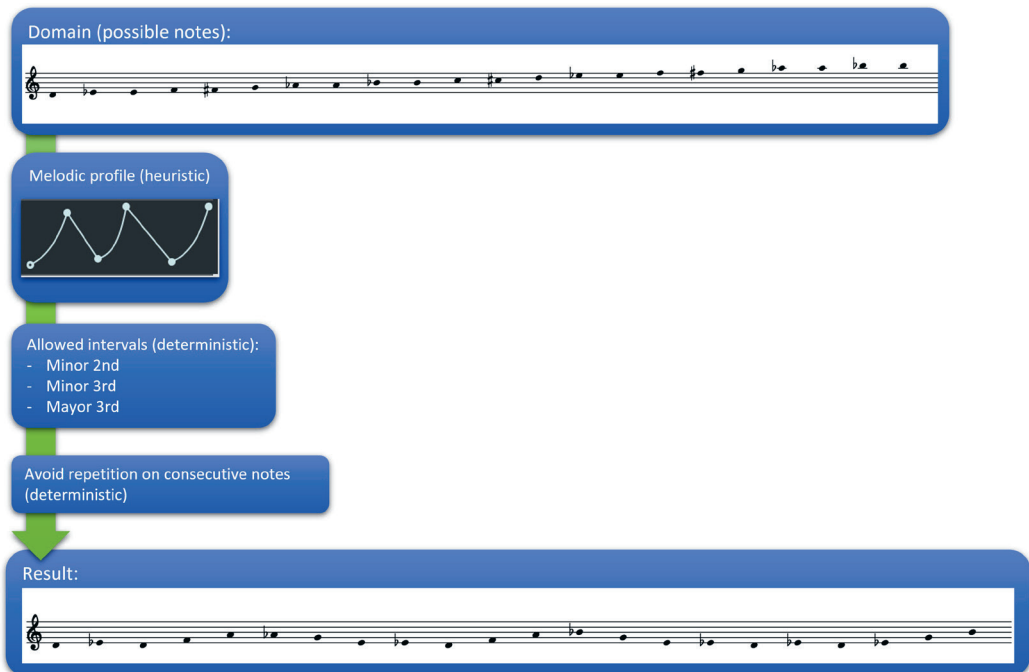 Domain (possible notes):
Melodic profile (heuristic)
Allowed intervals (deterministic):
- Minor 2nd
- Minor 3rd
- Mayor 3rd
Avoid repetition on consecutive notes
(deterministic)
Result: